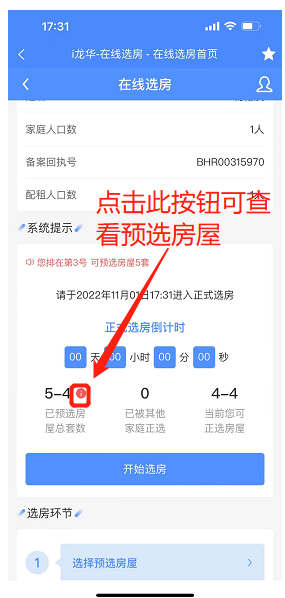 17:31
i龙华-在线选房 - 在线选房首页
在线选房
家庭人口数 1人
备案回执号 BHR00315970
配租人口数 1人
点击此按钮可查
看预选房屋
系统提示
您排在第3号 可预选房屋5套
请于2022年11月01日17:31进入正式选房
正式选房倒计时
00 天 00 小时 00 分 00 秒
5-4 0 4-4
已预选房 已被其他 当前您可
屋总套数 家庭正选 正选房屋
开始选房
选房环节
1 选择预选房屋